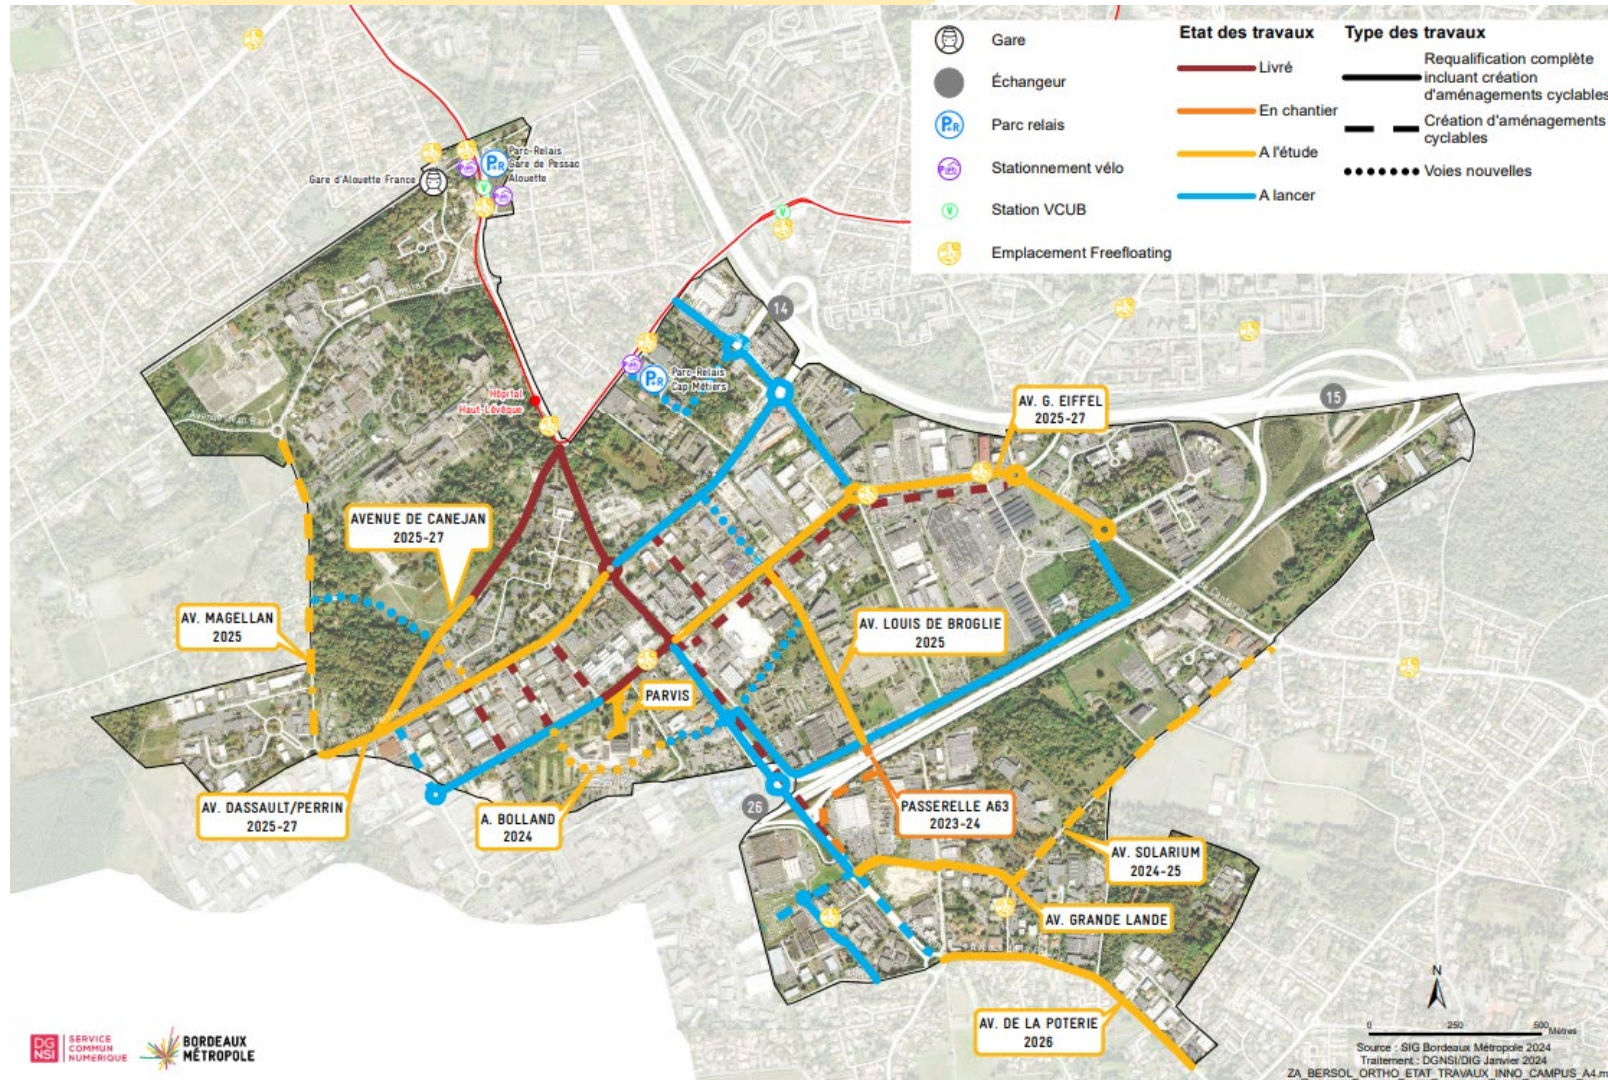 Gare
Échangeur
Parc relais
Stationnement vélo
Station VCUB
Emplacement Freefloating
Etat des travaux
Livré
En chantier
A l'étude
A lancer
Type des travaux
Requalification complète
incluant création
d'aménagements cyclables
Création d'aménagements
cyclables
Voies nouvelles
Parc-Relais
Gare de Pessac
Alouette
P+R
Gare d'Alouette France
14
15
Parc-Relais
Cap Métiers
P+R
Hôpital
Haut-Lévêque
AV. G. EIFFEL
2025-27
AVENUE DE CANEJAN
2025-27
AV. MAGELLAN
2025
AV. LOUIS DE BROGLIE
2025
PARVIS
AV. DASSAULT/PERRIN
2025-27
A. BOLLAND
2024
26
PASSERELLE A63
2023-24
AV. SOLARIUM
2024-25
AV. GRANDE LANDE
AV. DE LA POTERIE
2026
N
0 250 500
Mètres
Source : SIG Bordeaux Métropole 2024
Traitement : DGNSI/DIG Janvier 2024
ZA_BERSOL_ORTHO_ETAT_TRAVAUX_INNO_CAMPUS_A4.m
DG
NSI
SERVICE
COMMUN
NUMERIQUE
BORDEAUX
MÉTROPOLE